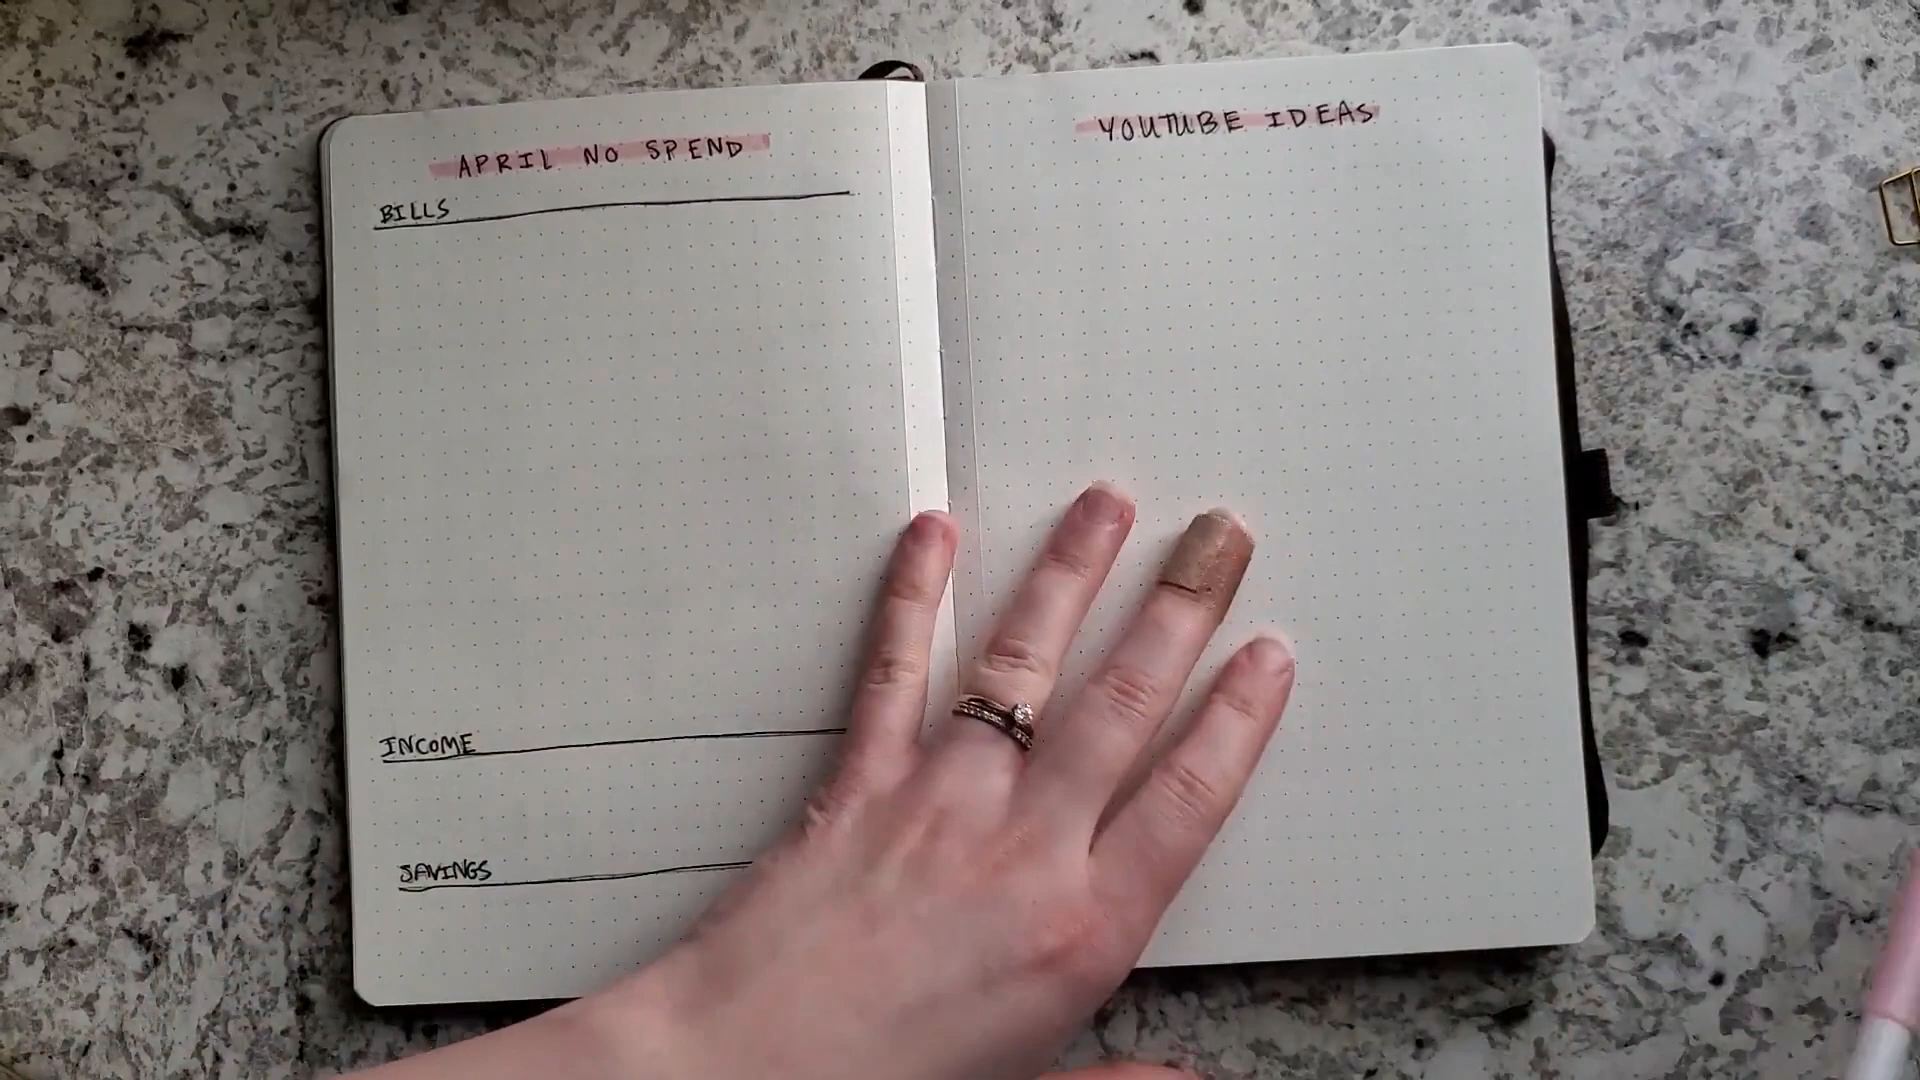 APRIL NO SPEND
BILLS
INCOME
SAVINGS
YOUTUBE IDEAS